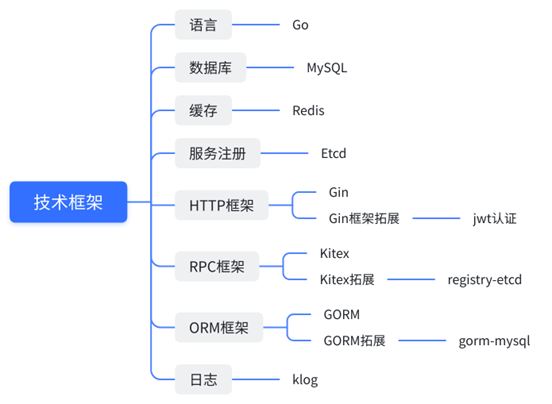 技术框架
语言
Go
数据库
MySQL
缓存
Redis
服务注册
Etcd
HTTP框架
Gin
Gin框架拓展
jwt认证
RPC框架
Kitex
Kitex拓展
registry-etcd
ORM框架
GORM
GORM拓展
gorm-mysql
日志
klog